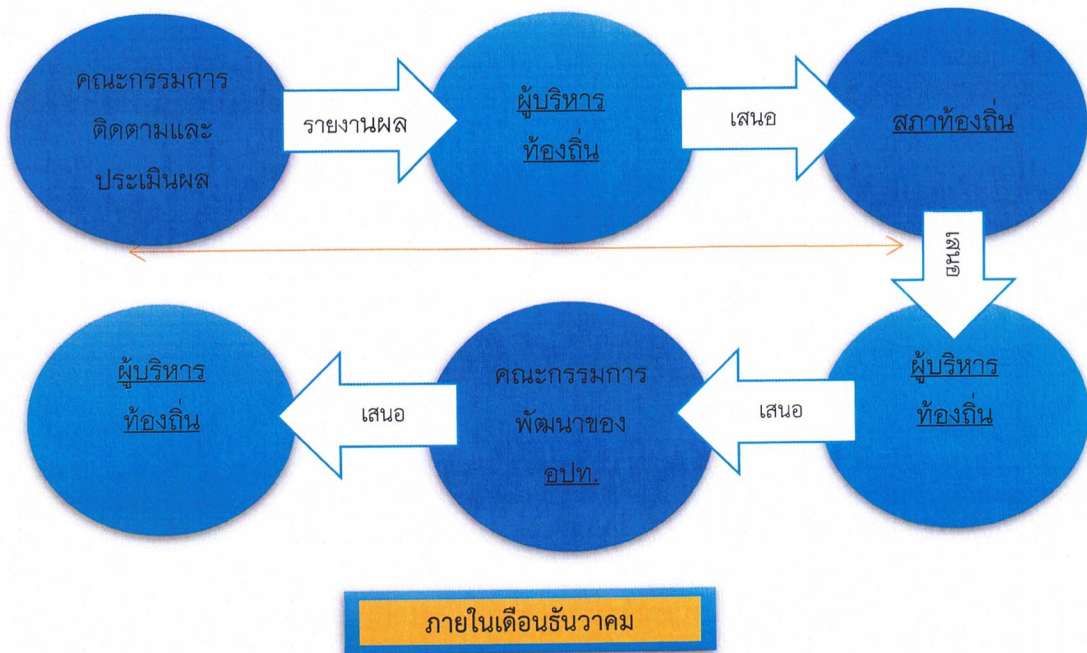 คณะกรรมการ
ติดตามและ
ประเมินผล
รายงานผล
ผู้บริหาร
ท้องถิ่น
เสนอ
สภาท้องถิ่น
เสนอ
ผู้บริหาร
ท้องถิ่น
เสนอ
คณะกรรมการ
พัฒนาของ
อปท.
เสนอ
ผู้บริหาร
ท้องถิ่น
ภายในเดือนธันวาคม